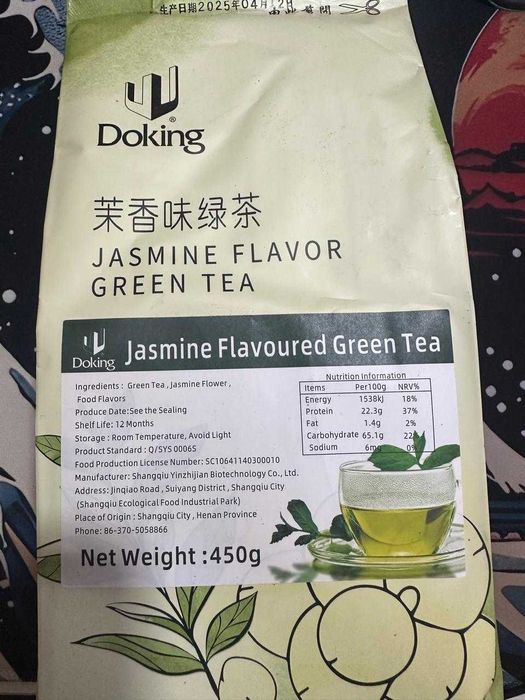 生产日期2025年04月12日
Doking®
茉香味绿茶
JASMINE FLAVOR
GREEN TEA
Doking
Jasmine Flavoured Green Tea
Ingredients : Green Tea , Jasmine Flower ,
Food Flavors
Produce Date:See the Sealing
Shelf Life: 12 Months
Storage : Room Temperature, Avoid Light
Product Standard : Q/SYS 0006S
Food Production License Number: SC10641140300010
Manufacturer: Shangqiu Yinzhijian Biotechnology Co., Ltd.
Address: Jinqiao Road , Suiyang District , Shangqiu City
(Shangqiu Ecological Food Industrial Park)
Place of Origin : Shangqiu City , Henan Province
Phone: 86-370-5058866
Net Weight :450g
Nutrition Information
Items Per100g NRV%
Energy 1538kJ 18%
Protein 22.3g 37%
Fat 1.4g 2%
Carbohydrate 65.1g 22%
Sodium 6mg 0%